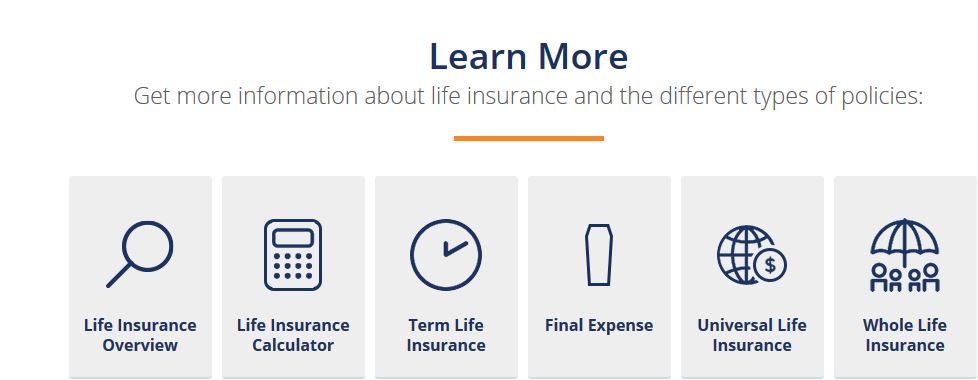 Learn More
Get more information about life insurance and the different types of policies:
$
Life Insurance
Overview
Life Insurance
Calculator
Term Life
Insurance
Final Expense
Universal Life
Insurance
Whole Life
Insurance